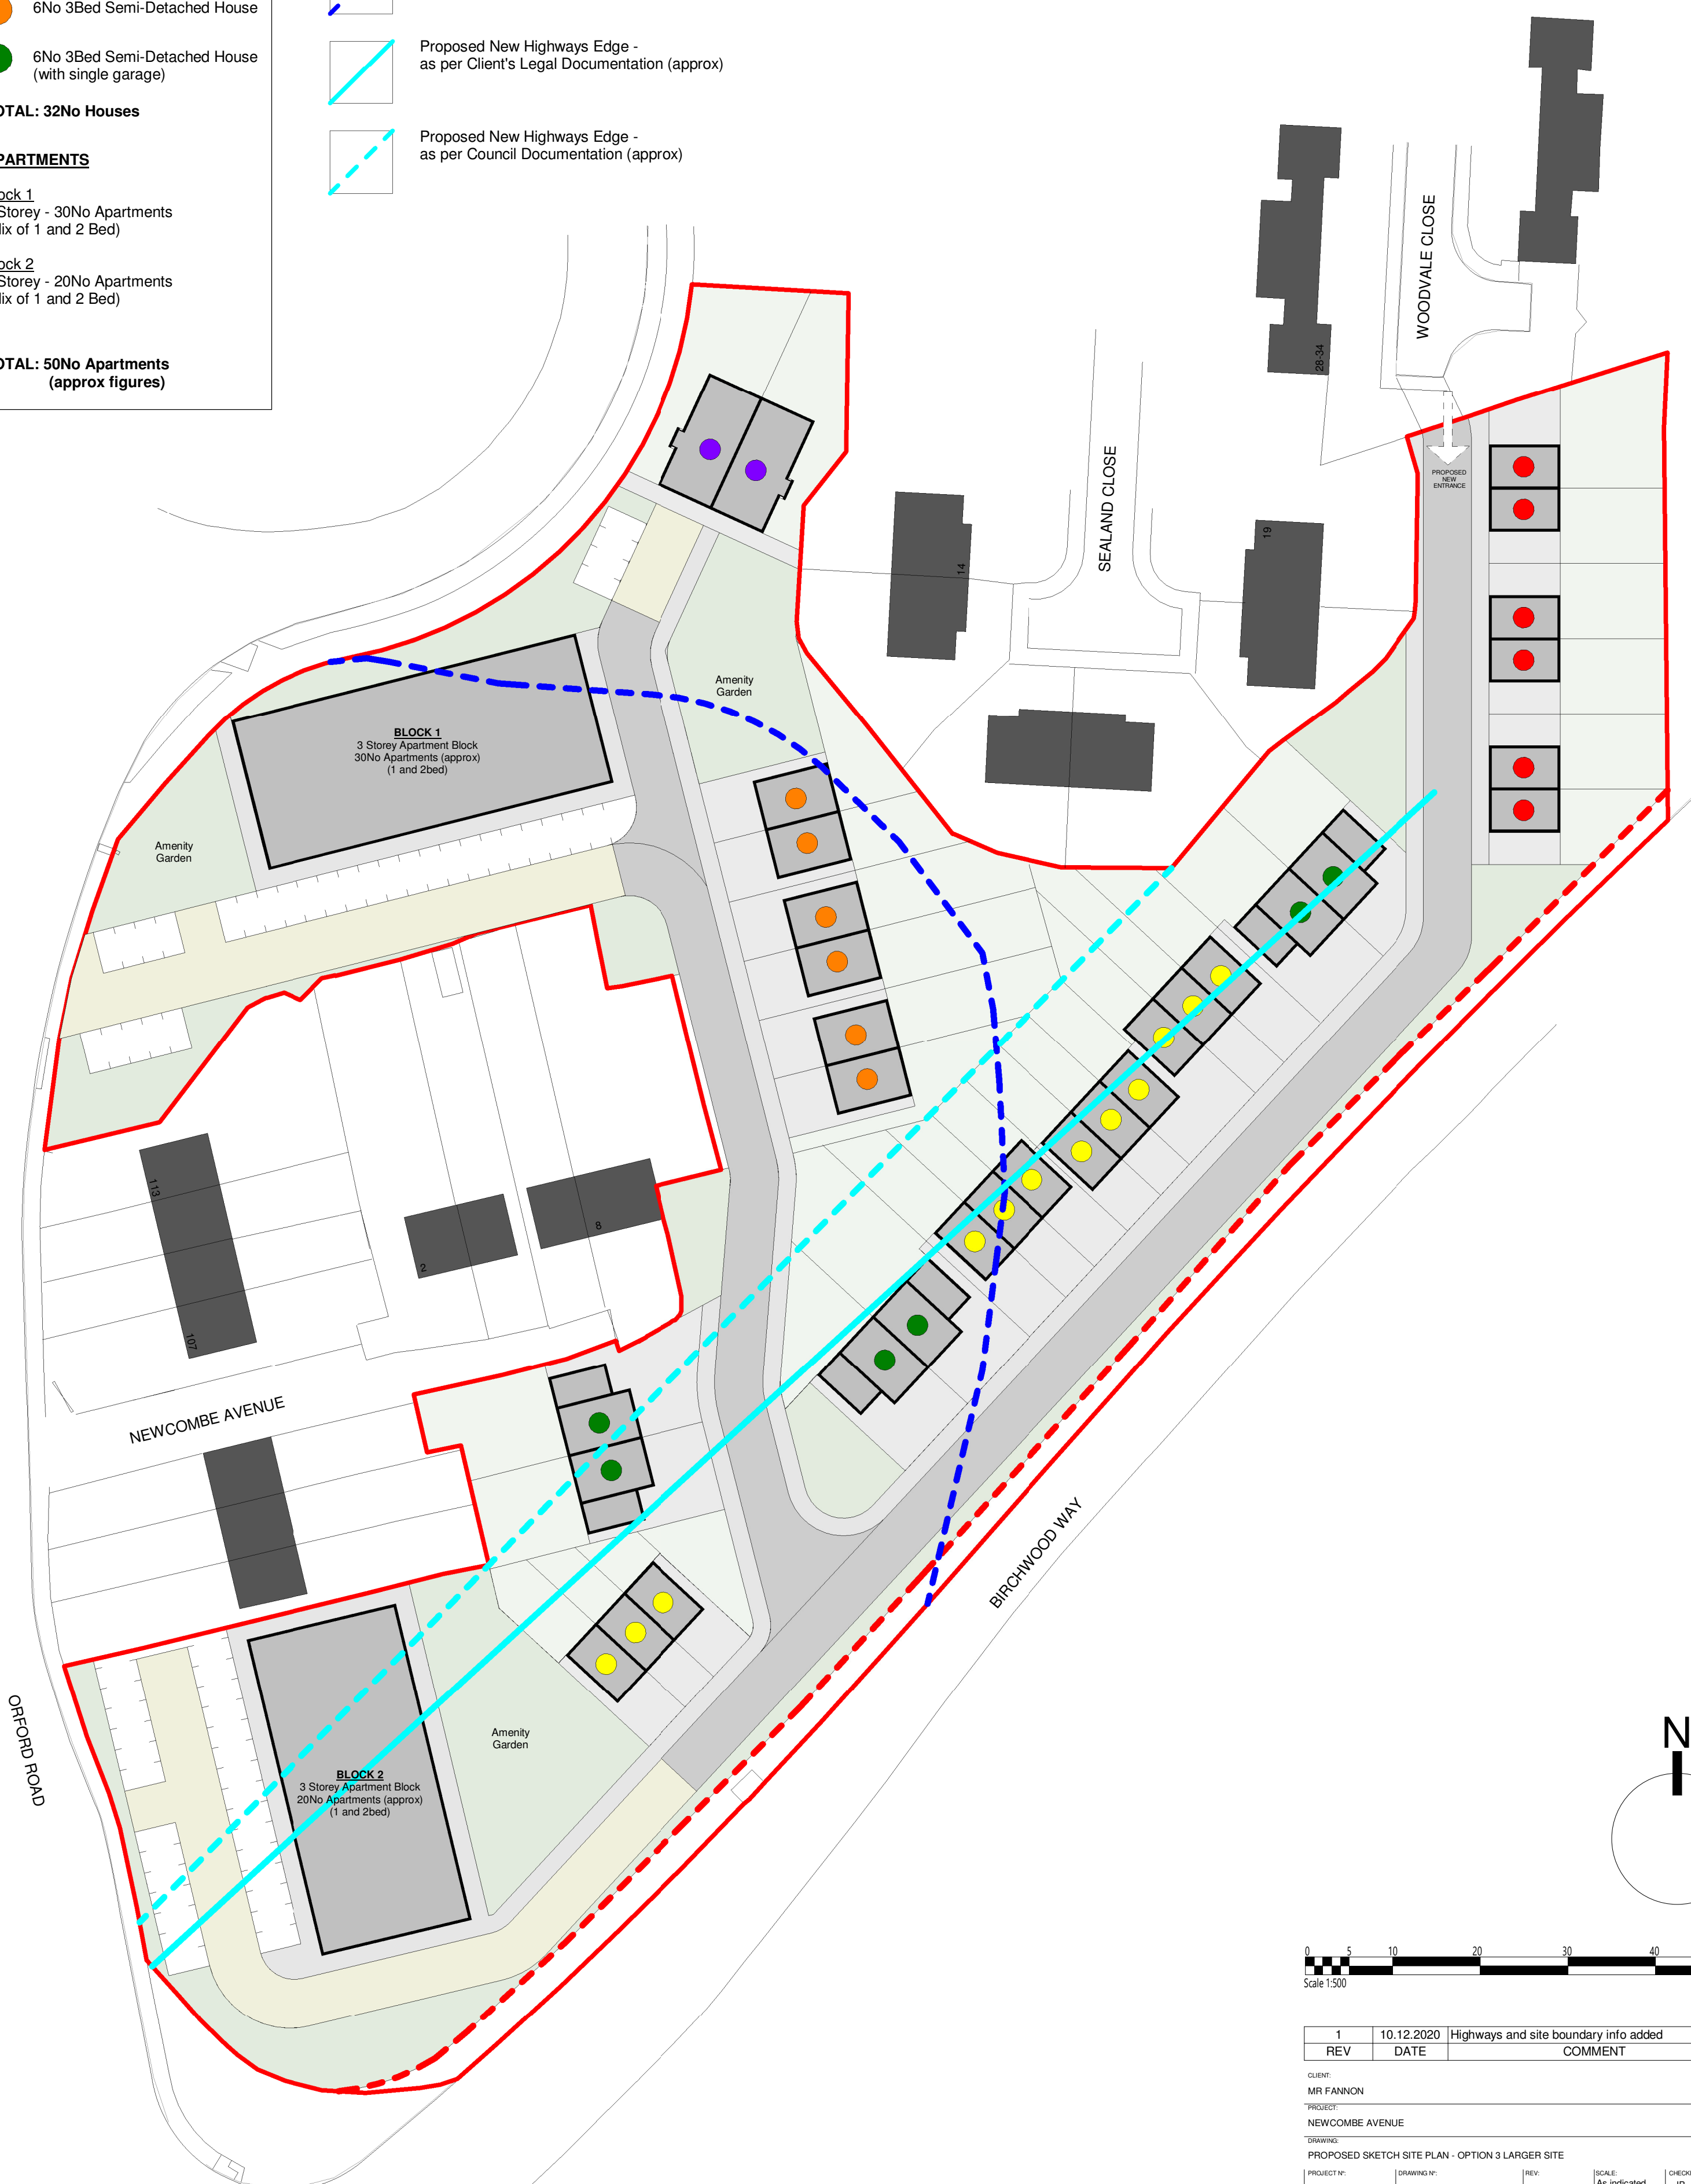 6No 3Bed Semi-Detached House
6No 3Bed Semi-Detached House
(with single garage)
OTAL: 32No Houses
PARTMENTS
ock 1
Storey - 30No Apartments
ix of 1 and 2 Bed)
ock 2
Storey - 20No Apartments
ix of 1 and 2 Bed)
OTAL: 50No Apartments
(approx figures)
Proposed New Highways Edge -
as per Client's Legal Documentation (approx)
Proposed New Highways Edge -
as per Council Documentation (approx)
WOODVALE CLOSE
28-34
PROPOSED
NEW
ENTRANCE
SEALAND CLOSE
14
19
Amenity
Garden
BLOCK 1
3 Storey Apartment Block
30No Apartments (approx)
(1 and 2bed)
Amenity
Garden
113
107
2
8
NEWCOMBE AVENUE
BIRCHWOOD WAY
ORFORD ROAD
Amenity
Garden
BLOCK 2
3 Storey Apartment Block
20No Apartments (approx)
(1 and 2bed)
N
0 5 10 20 30 40
Scale 1:500
1 10.12.2020 Highways and site boundary info added
REV DATE COMMENT
CLIENT:
MR FANNON
PROJECT:
NEWCOMBE AVENUE
DRAWING:
PROPOSED SKETCH SITE PLAN - OPTION 3 LARGER SITE
PROJECT Nº: DRAWING Nº: REV: SCALE: CHECK
As indicated